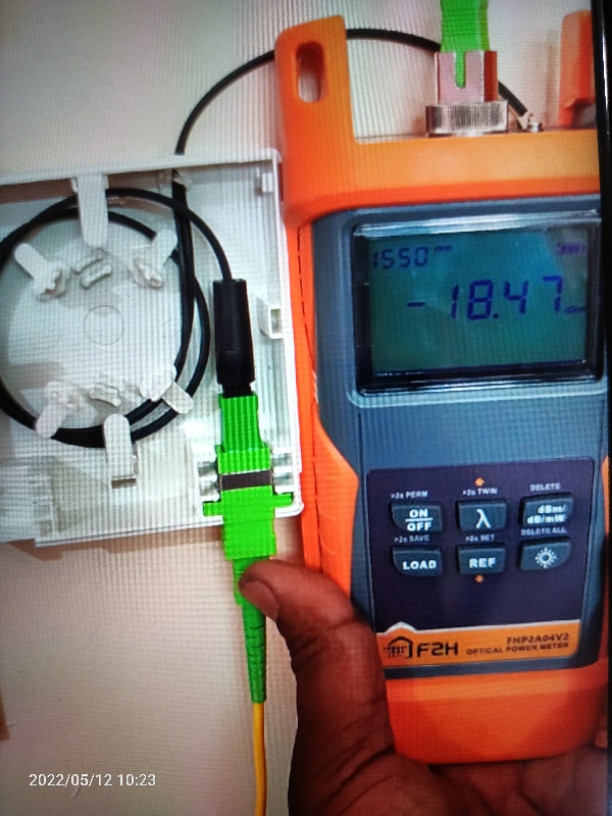 1550
-18.47
>2s PERM
>2s TWIN
DELETE
ON
OFF
λ
dBm/
dB/mW
>2s SAVE
>2s SET
DELETE ALL
LOAD
REF
F2H
FHP2A04V2
OPTICAL POWER METER
2022/05/12 10:23